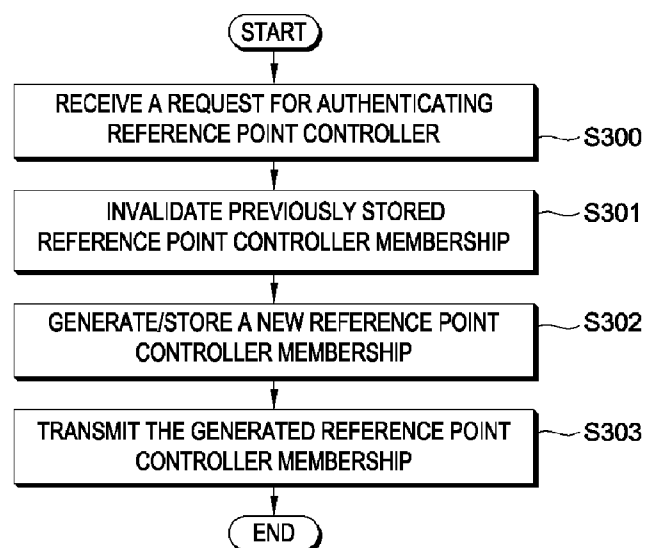 START
RECEIVE A REQUEST FOR AUTHENTICATING
REFERENCE POINT CONTROLLER
S300
INVALIDATE PREVIOUSLY STORED
REFERENCE POINT CONTROLLER MEMBERSHIP
S301
GENERATE/STORE A NEW REFERENCE POINT
CONTROLLER MEMBERSHIP
S302
TRANSMIT THE GENERATED REFERENCE POINT
CONTROLLER MEMBERSHIP
S303
END